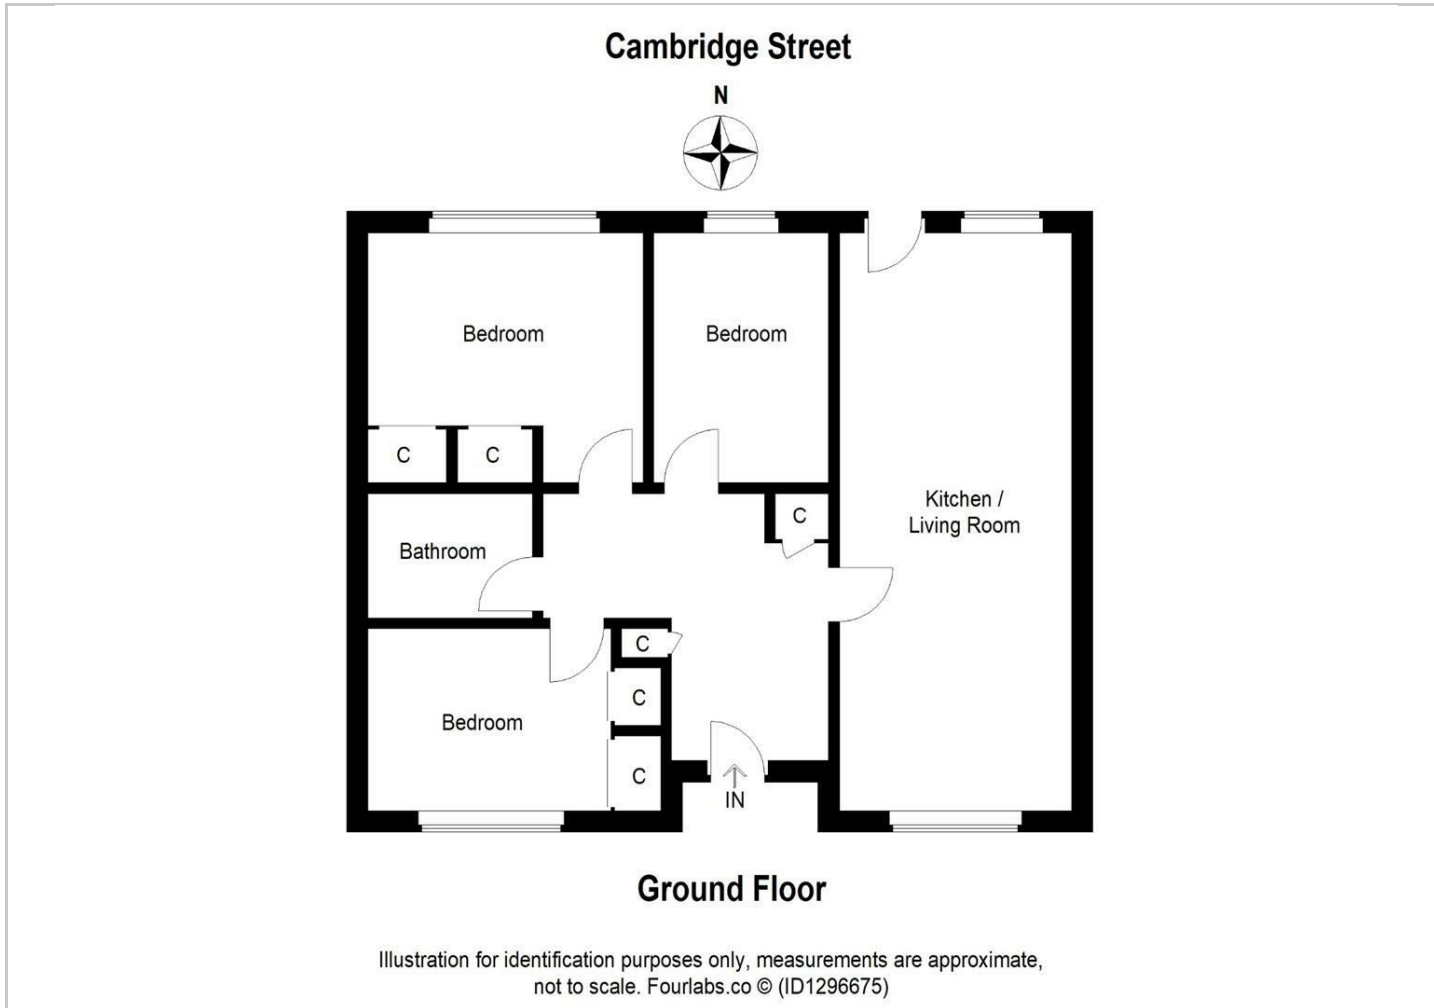 Cambridge Street
N
Bedroom
Bedroom
C
C
Kitchen /
Living Room
C
Bathroom
C
C
Bedroom
C
IN
Ground Floor
Illustration for identification purposes only, measurements are approximate,
not to scale. Fourlabs.co © (ID1296675)